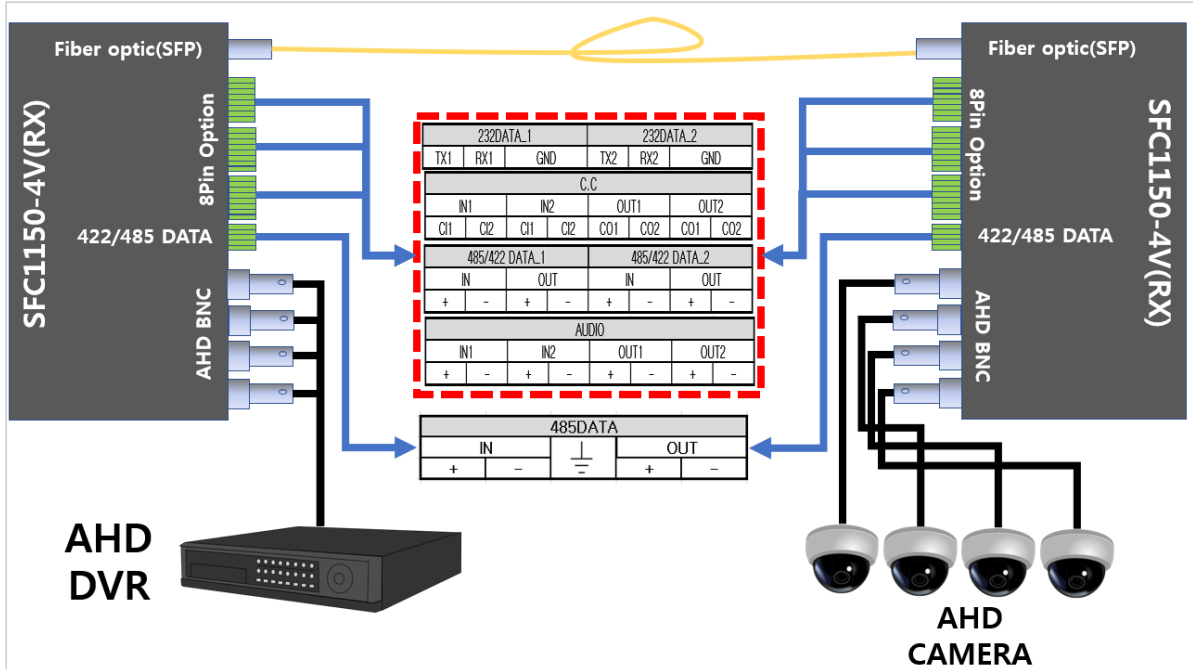 Fiber optic(SFP)
8Pin Option
422/485 DATA
AHD BNC
SFC1150-4V(RX)
232DATA_1 232DATA_2
TX1 RX1 GND TX2 RX2 GND
C.C
IN1 IN2 OUT1 OUT2
CI1 CI2 CI1 CI2 CO1 CO2 CO1 CO2
485/422 DATA_1 485/422 DATA_2
IN OUT IN OUT
+ - + - + - + -
AUDIO
IN1 IN2 OUT1 OUT2
+ - + - + - + -
485DATA
IN OUT
+ - + -
Fiber optic(SFP)
8Pin Option
422/485 DATA
AHD BNC
SFC1150-4V(RX)
AHD
DVR
AHD
CAMERA